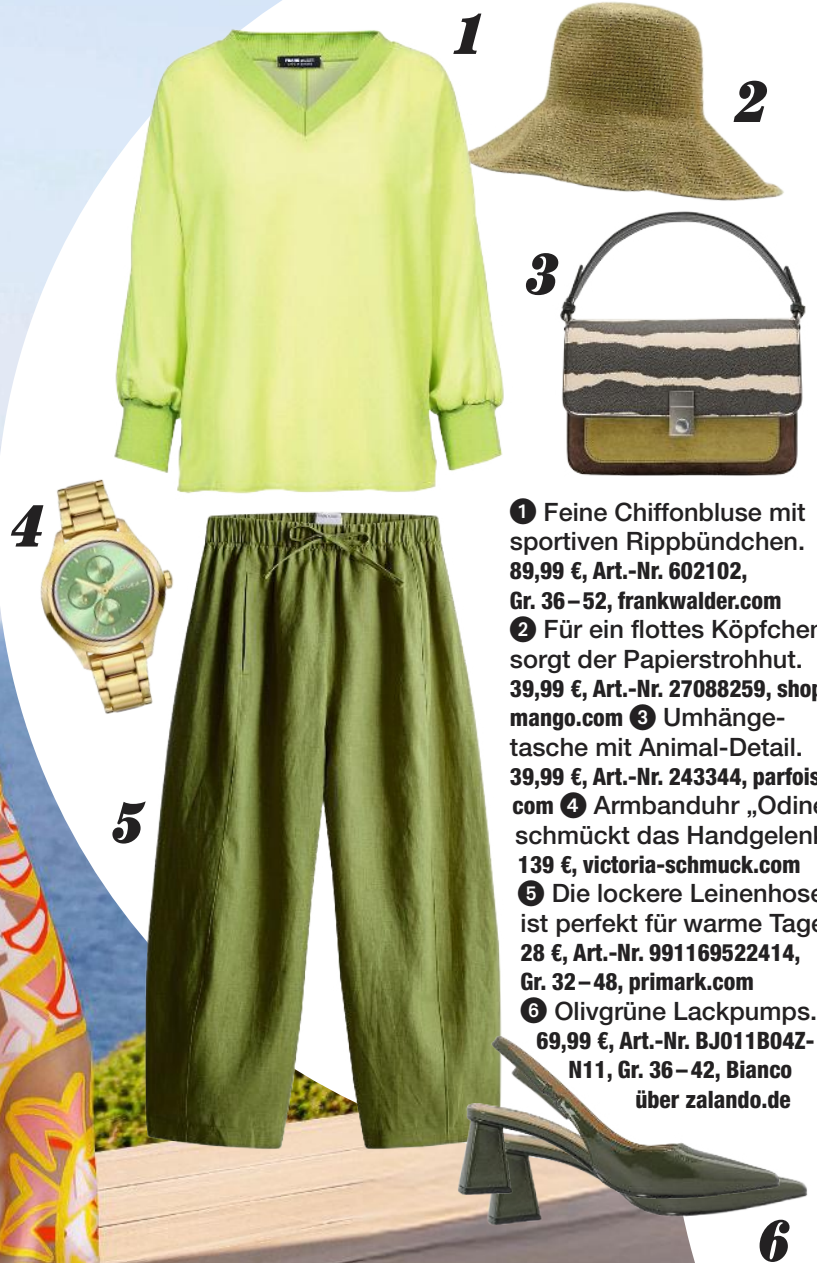 1
2
3
4
5
6
❶ Feine Chiffonbluse mit
sportiven Rippbündchen.
89,99 €, Art.-Nr. 602102,
Gr. 36–52, frankwalder.com
❷ Für ein flottes Köpfchen
sorgt der Papierstrohhut.
39,99 €, Art.-Nr. 27088259, shop
mango.com ❸ Umhänge-
tasche mit Animal-Detail.
39,99 €, Art.-Nr. 243344, parfois
com ❹ Armbanduhr „Odine
schmückt das Handgelenk
139 €, victoria-schmuck.com
❺ Die lockere Leinenhose
ist perfekt für warme Tage
28 €, Art.-Nr. 991169522414,
Gr. 32–48, primark.com
❻ Olivgrüne Lackpumps.
69,99 €, Art.-Nr. BJ011B04Z-
N11, Gr. 36–42, Bianco
über zalando.de